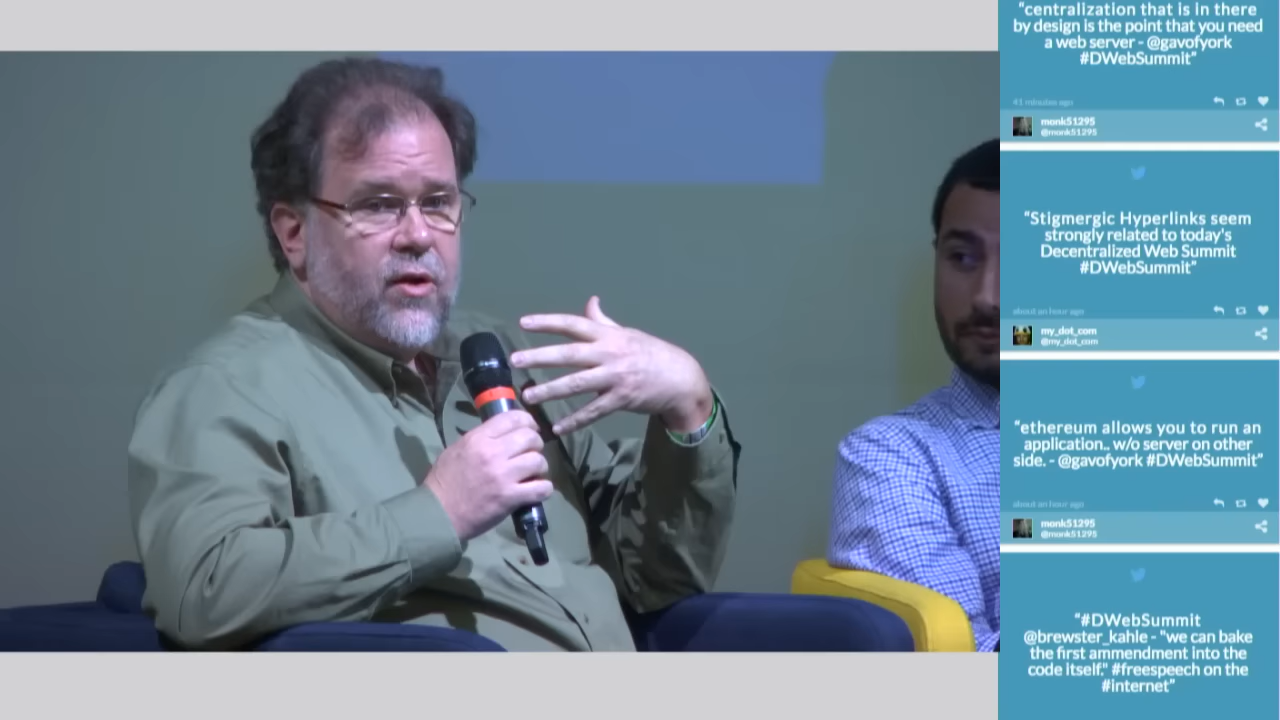 “centralization that is in there
by design is the point that you need
a web server - @gavofyork
#DWebSummit”
41 minutes ago
monk51295
@monk51295
“Stigmergic Hyperlinks seem
strongly related to today's
Decentralized Web Summit
#DWebSummit”
about an hour ago
my_dot_com
@my_dot_com
“ethereum allows you to run an
application.. w/o server on other
side. - @gavofyork #DWebSummit”
about an hour ago
monk51295
@monk51295
“#DWebSummit
@brewster_kahle - "we can bake
the first ammendment into the
code itself." #freespeech on the
#internet”